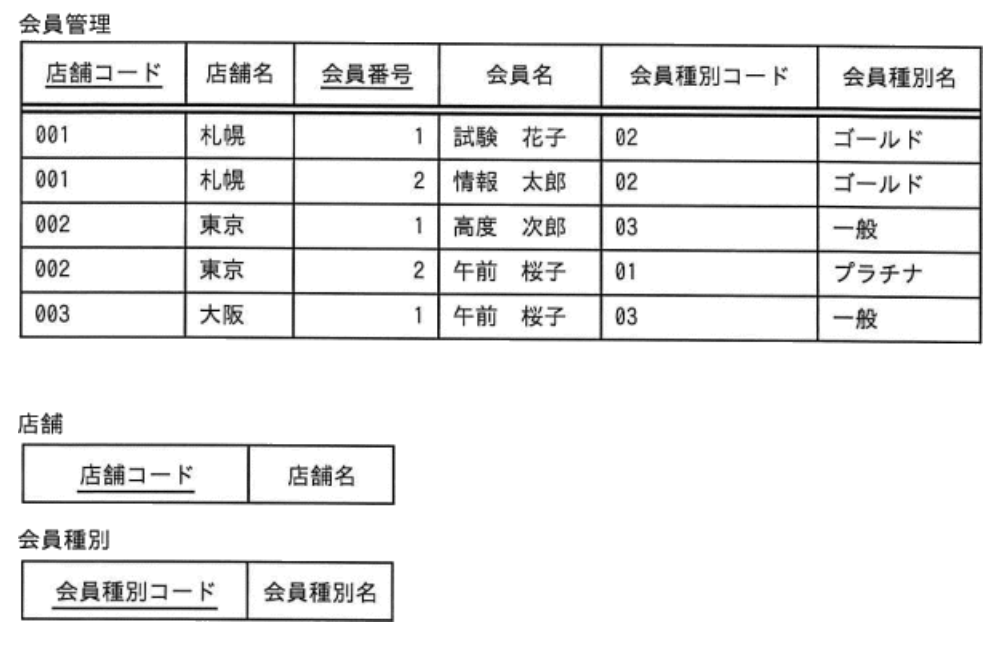 会員管理
店舗コード 店舗名 会員番号 会員名 会員種別コード 会員種別名
001 札幌 1 試験 花子 02 ゴールド
001 札幌 2 情報 太郎 02 ゴールド
002 東京 1 高度 次郎 03 一般
002 東京 2 午前 桜子 01 プラチナ
003 大阪 1 午前 桜子 03 一般
店舗
店舗コード 店舗名
会員種別
会員種別コード 会員種別名